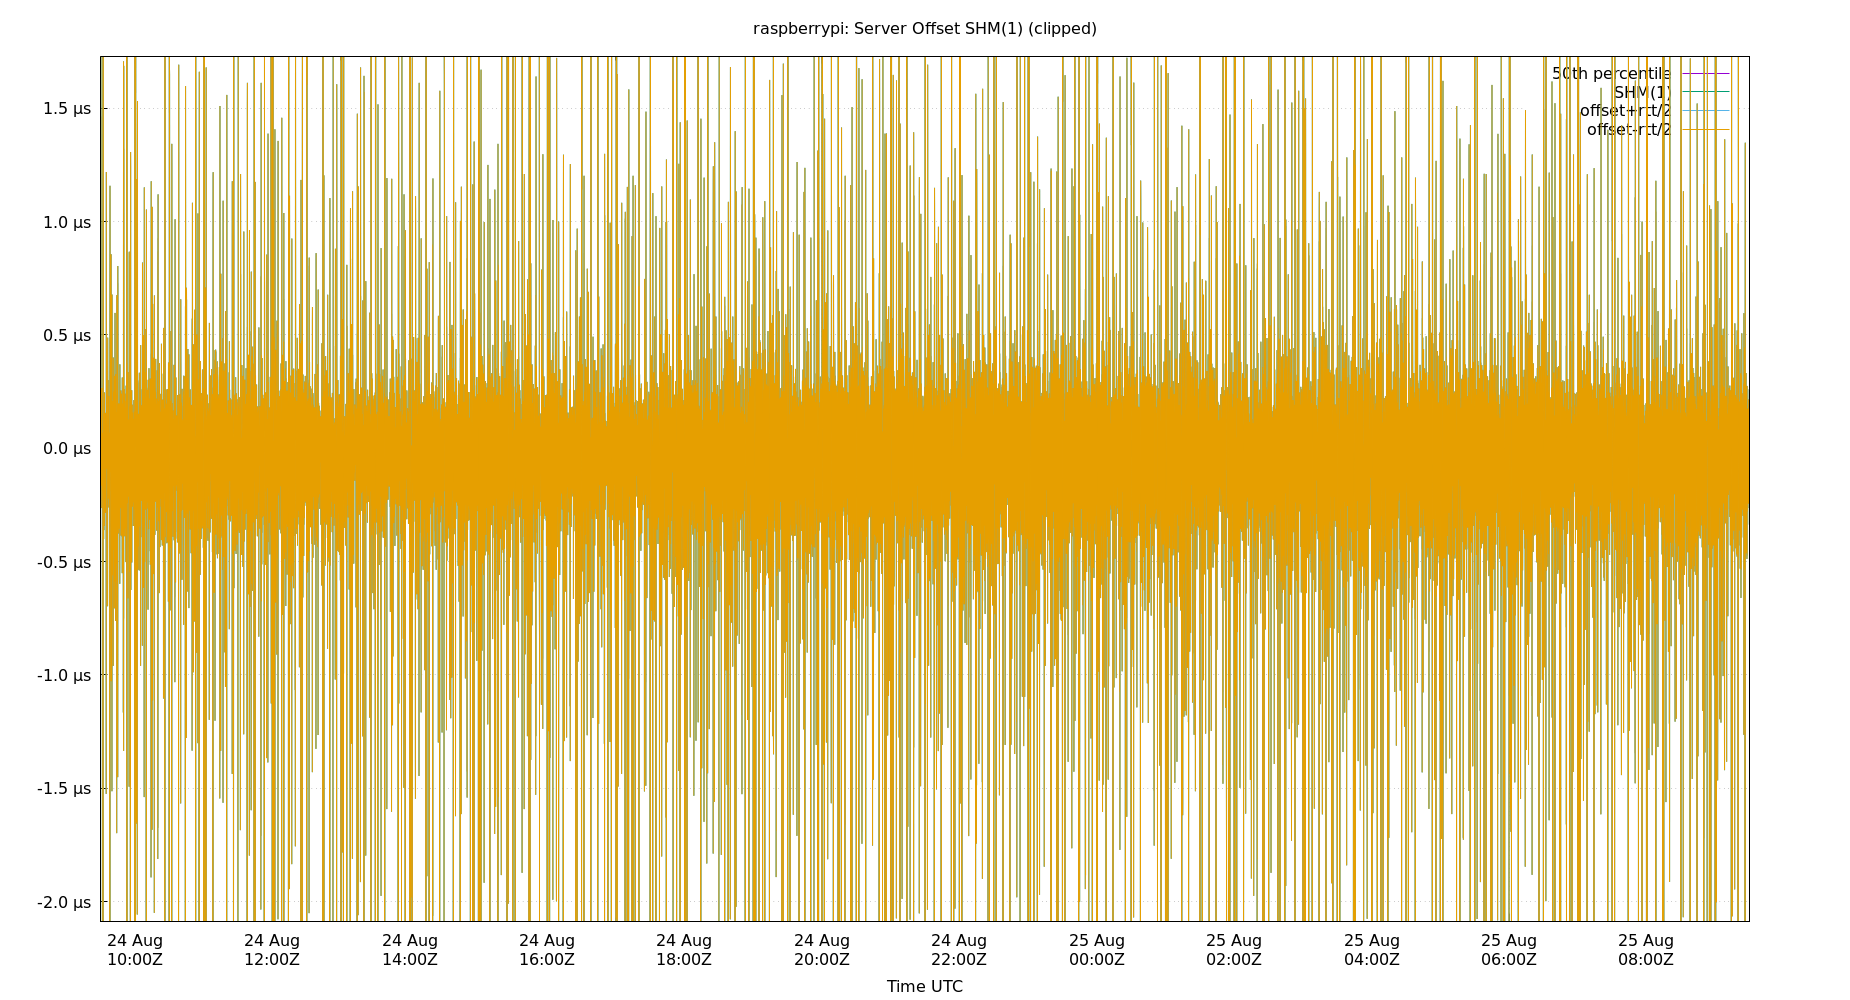 raspberrypi: Server Offset SHM(1) (clipped)
50th percentile
SHM(1)
offset+rtt/2
offset-rtt/2
1.5 µs
1.0 µs
0.5 µs
0.0 µs
-0.5 µs
-1.0 µs
-1.5 µs
-2.0 µs
24 Aug 24 Aug 24 Aug 24 Aug 24 Aug 24 Aug 24 Aug 25 Aug 25 Aug 25 Aug 25 Aug 25 Aug
10:00Z 12:00Z 14:00Z 16:00Z 18:00Z 20:00Z 22:00Z 00:00Z 02:00Z 04:00Z 06:00Z 08:00Z
Time UTC